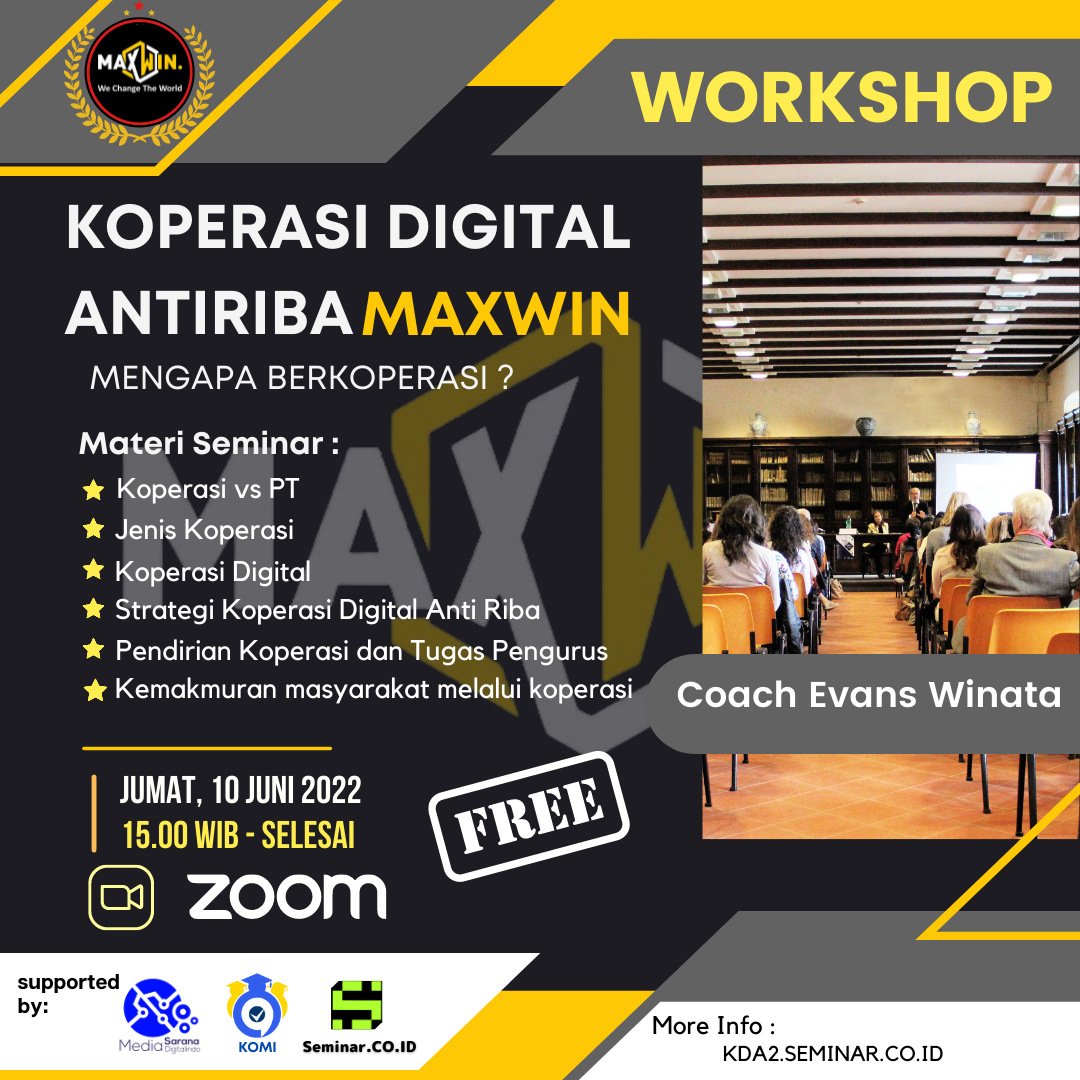 MAXWIN.
We Change The World
WORKSHOP
KOPERASI DIGITAL
ANTIRIBA MAXWIN
MENGAPA BERKOPERASI ?
Materi Seminar :
Koperasi vs PT
Jenis Koperasi
Koperasi Digital
Strategi Koperasi Digital Anti Riba
Pendirian Koperasi dan Tugas Pengurus
Kemakmuran masyarakat melalui koperasi
MAXW
Coach Evans Winata
JUMAT, 10 JUNI 2022
15.00 WIB - SELESAI
FREE
zoom
supported
by:
Media Sarana
Digitalindo
KOMI
Seminar.CO.ID
More Info :
KDA2.SEMINAR.CO.ID